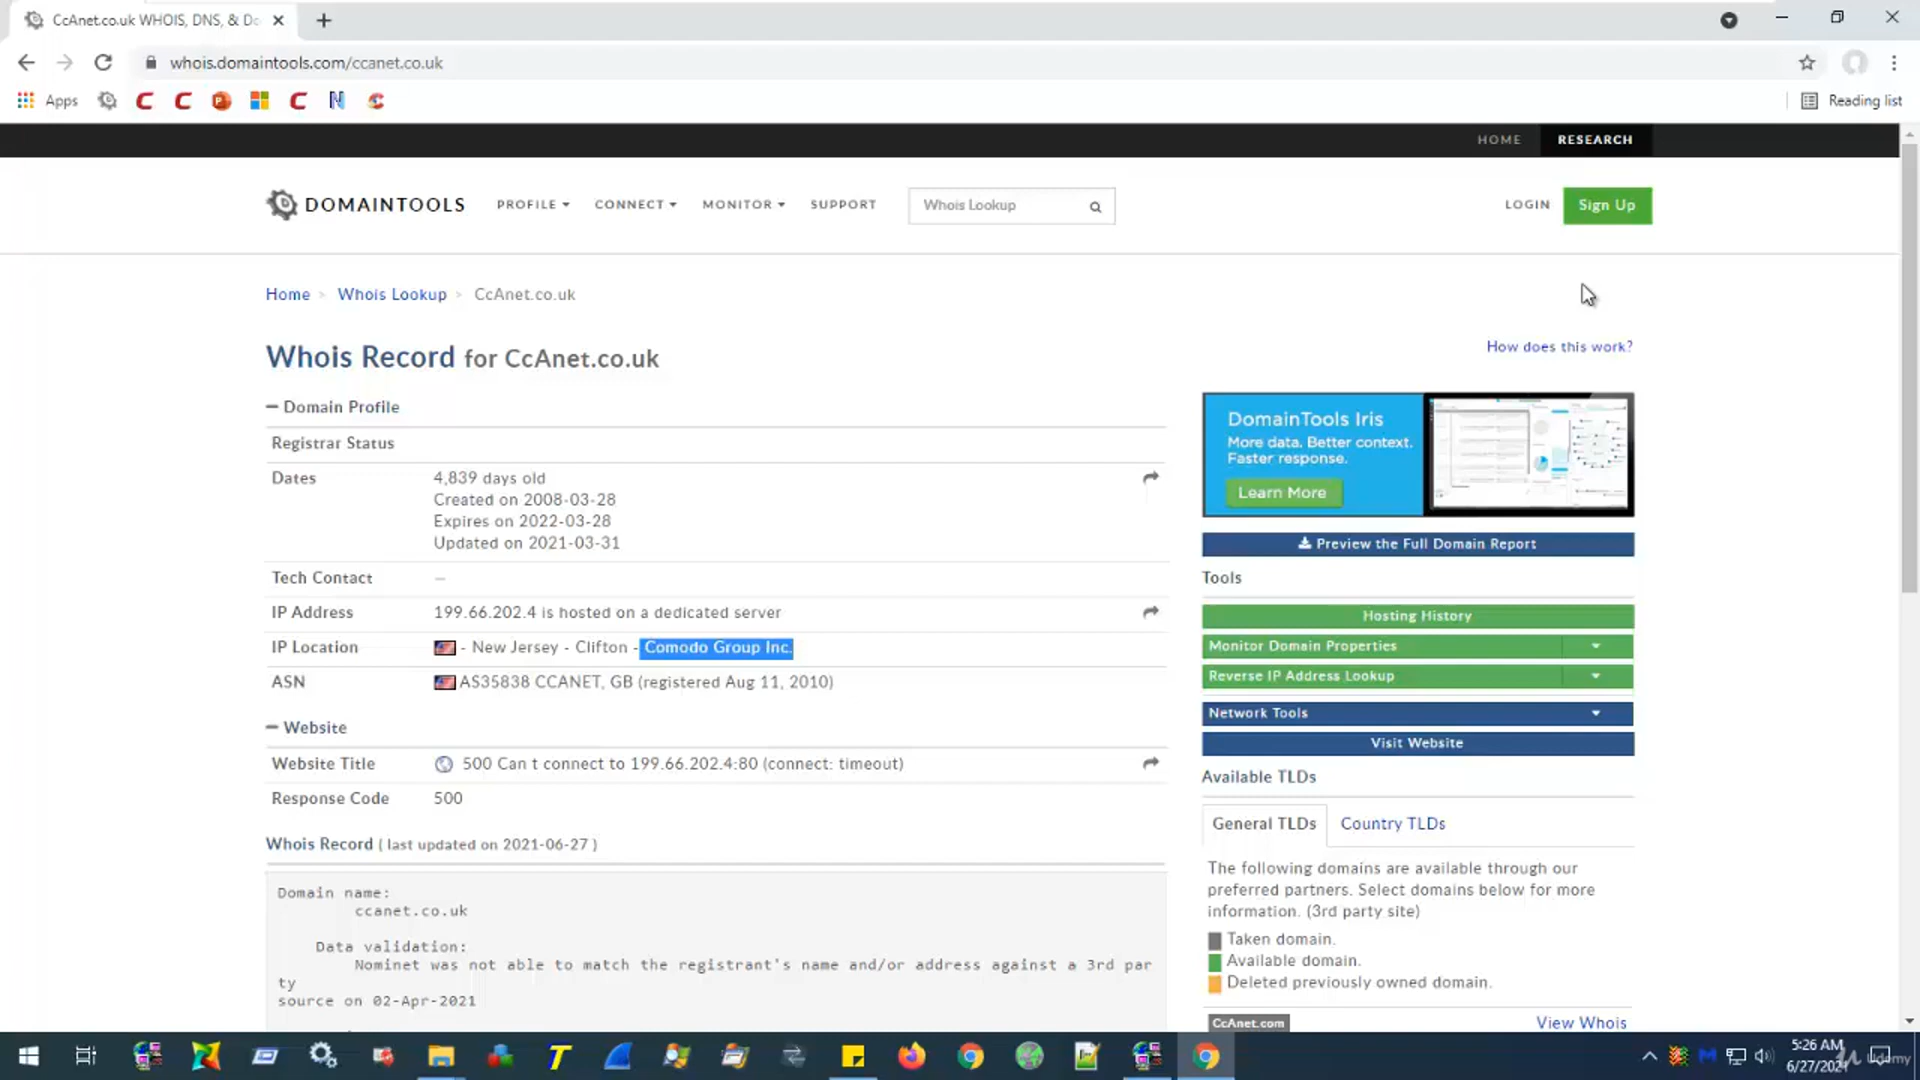 CcAnet.co.uk WHOIS, DNS, & Do
whois.domaintools.com/ccanet.co.uk
Apps
Reading list
HOME
RESEARCH
DOMAINTOOLS
PROFILE
CONNECT
MONITOR
SUPPORT
Whois Lookup
LOGIN
Sign Up
Home > Whois Lookup > CcAnet.co.uk
How does this work?
Whois Record for CcAnet.co.uk
– Domain Profile
Registrar Status
Dates
4,839 days old
Created on 2008-03-28
Expires on 2022-03-28
Updated on 2021-03-31
Tech Contact
–
IP Address
199.66.202.4 is hosted on a dedicated server
IP Location
- New Jersey - Clifton - Comodo Group Inc.
ASN
AS35838 CCANET, GB (registered Aug 11, 2010)
– Website
Website Title
500 Can t connect to 199.66.202.4:80 (connect: timeout)
Response Code
500
Whois Record ( last updated on 2021-06-27 )
Domain name:
ccanet.co.uk
Data validation:
Nominet was not able to match the registrant's name and/or address against a 3rd par
ty
source on 02-Apr-2021
DomainTools Iris
More data. Better context.
Faster response.
Learn More
Preview the Full Domain Report
Tools
Hosting History
Monitor Domain Properties
Reverse IP Address Lookup
Network Tools
Visit Website
Available TLDs
General TLDs
Country TLDs
The following domains are available through our
preferred partners. Select domains below for more
information. (3rd party site)
Taken domain.
Available domain.
Deleted previously owned domain.
CcAnet.com
View Whois
5:26 AM
6/27/202
Udemy